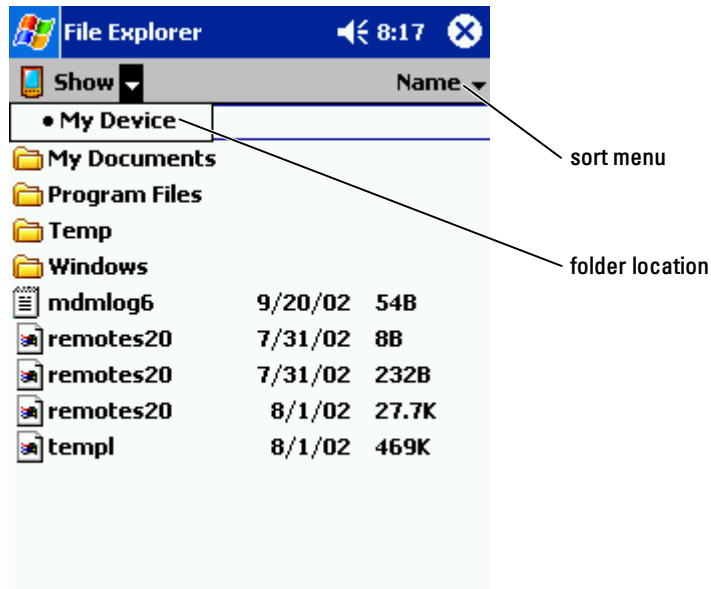 File Explorer 8:17
Show Name
• My Device
My Documents
sort menu
Program Files
Temp
Windows
folder location
mdmlog6 9/20/02 54B
remotes20 7/31/02 8B
remotes20 7/31/02 232B
remotes20 8/1/02 27.7K
templ 8/1/02 469K